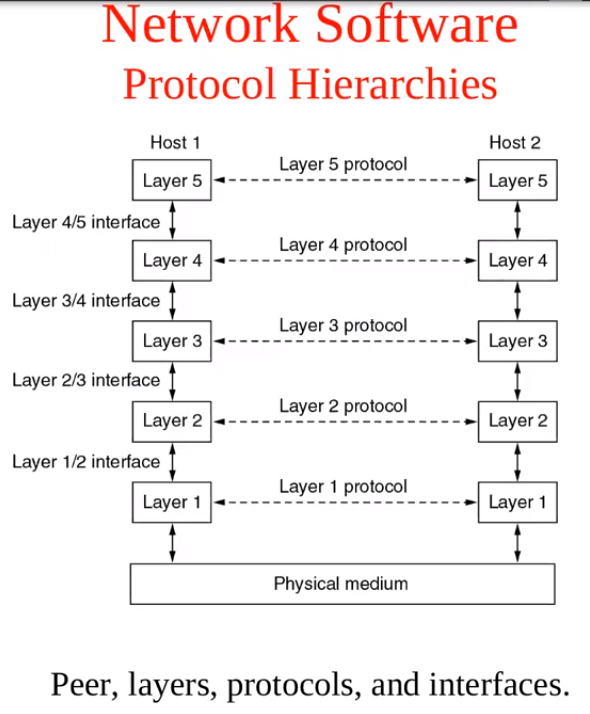 Network Software
Protocol Hierarchies
Host 1
Host 2
Layer 5 protocol
Layer 5
Layer 5
Layer 4/5 interface
Layer 4 protocol
Layer 4
Layer 4
Layer 3/4 interface
Layer 3 protocol
Layer 3
Layer 3
Layer 2/3 interface
Layer 2 protocol
Layer 2
Layer 2
Layer 1/2 interface
Layer 1 protocol
Layer 1
Layer 1
Physical medium
Peer, layers, protocols, and interfaces.